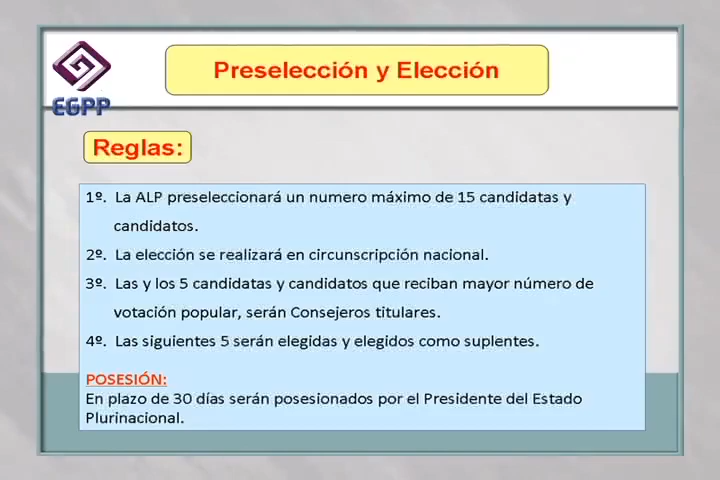 Preselección y Elección
EGPP
Reglas:
1º. La ALP preseleccionará un numero máximo de 15 candidatas y
candidatos.
2º. La elección se realizará en circunscripción nacional.
3º. Las y los 5 candidatas y candidatos que reciban mayor número de
votación popular, serán Consejeros titulares.
4º. Las siguientes 5 serán elegidas y elegidos como suplentes.
POSESIÓN:
En plazo de 30 días serán posesionados por el Presidente del Estado
Plurinacional.